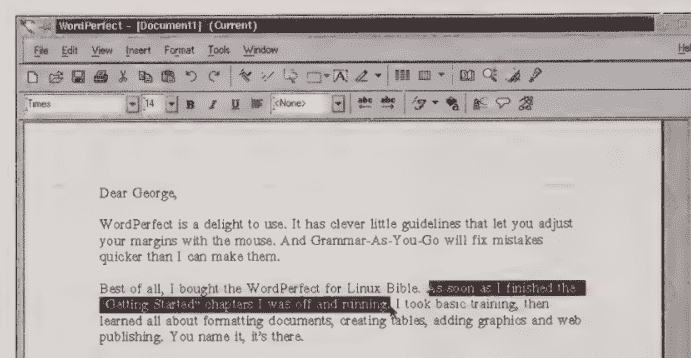 WordPerfect - [Document1] (Current)
File Edit View Insert Format Tools Window
Times 14 B I U <None> abc abc
Dear George,
WordPerfect is a delight to use. It has clever little guidelines that let you adjust
your margins with the mouse. And Grammar-As-You-Go will fix mistakes
quicker than I can make them.
Best of all, I bought the WordPerfect for Linux Bible. As soon as I finished the
"Getting Started" chapters I was off and running. I took basic training, then
learned all about formatting documents, creating tables, adding graphics and web
publishing. You name it, it's there.